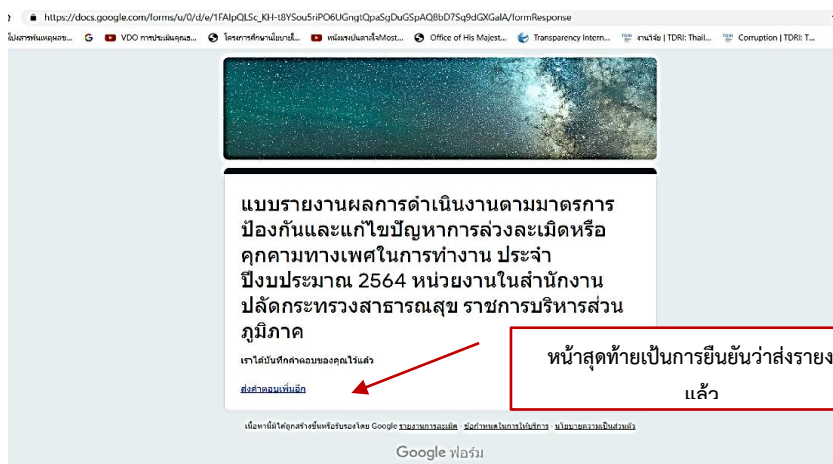 https://docs.google.com/forms/u/0/d/e/1FAIpQLSc_KH-t8YSou5riPO6UGngtQpaSgDuGSpAQ8bD7Sq9dGXGalA/formResponse
G VDO การประเมินคุณธ... โครงการศึกษานโยบายใ... หนังแรงบันดาลใจMost... Office of His Majest... Transparency Intern... งานวิจัย | TDRI: Thail... Corruption | TDRI: T...
แบบรายงานผลการดำเนินงานตามมาตรการ
ป้องกันและแก้ไขปัญหาการล่วงละเมิดหรือ
คุกคามทางเพศในการทำงาน ประจำ
ปีงบประมาณ 2564 หน่วยงานในสำนักงาน
ปลัดกระทรวงสาธารณสุข ราชการบริหารส่วน
ภูมิภาค
เราได้บันทึกคำตอบของคุณไว้แล้ว
ส่งคำตอบเพิ่มอีก
หน้าสุดท้ายเป็นการยืนยันว่าส่งรายง
แล้ว
เนื้อหานี้มิได้ถูกสร้างขึ้นหรือรับรองโดย Google รายงานการละเมิด - ข้อกำหนดในการให้บริการ - นโยบายความเป็นส่วนตัว
Google ฟอร์ม